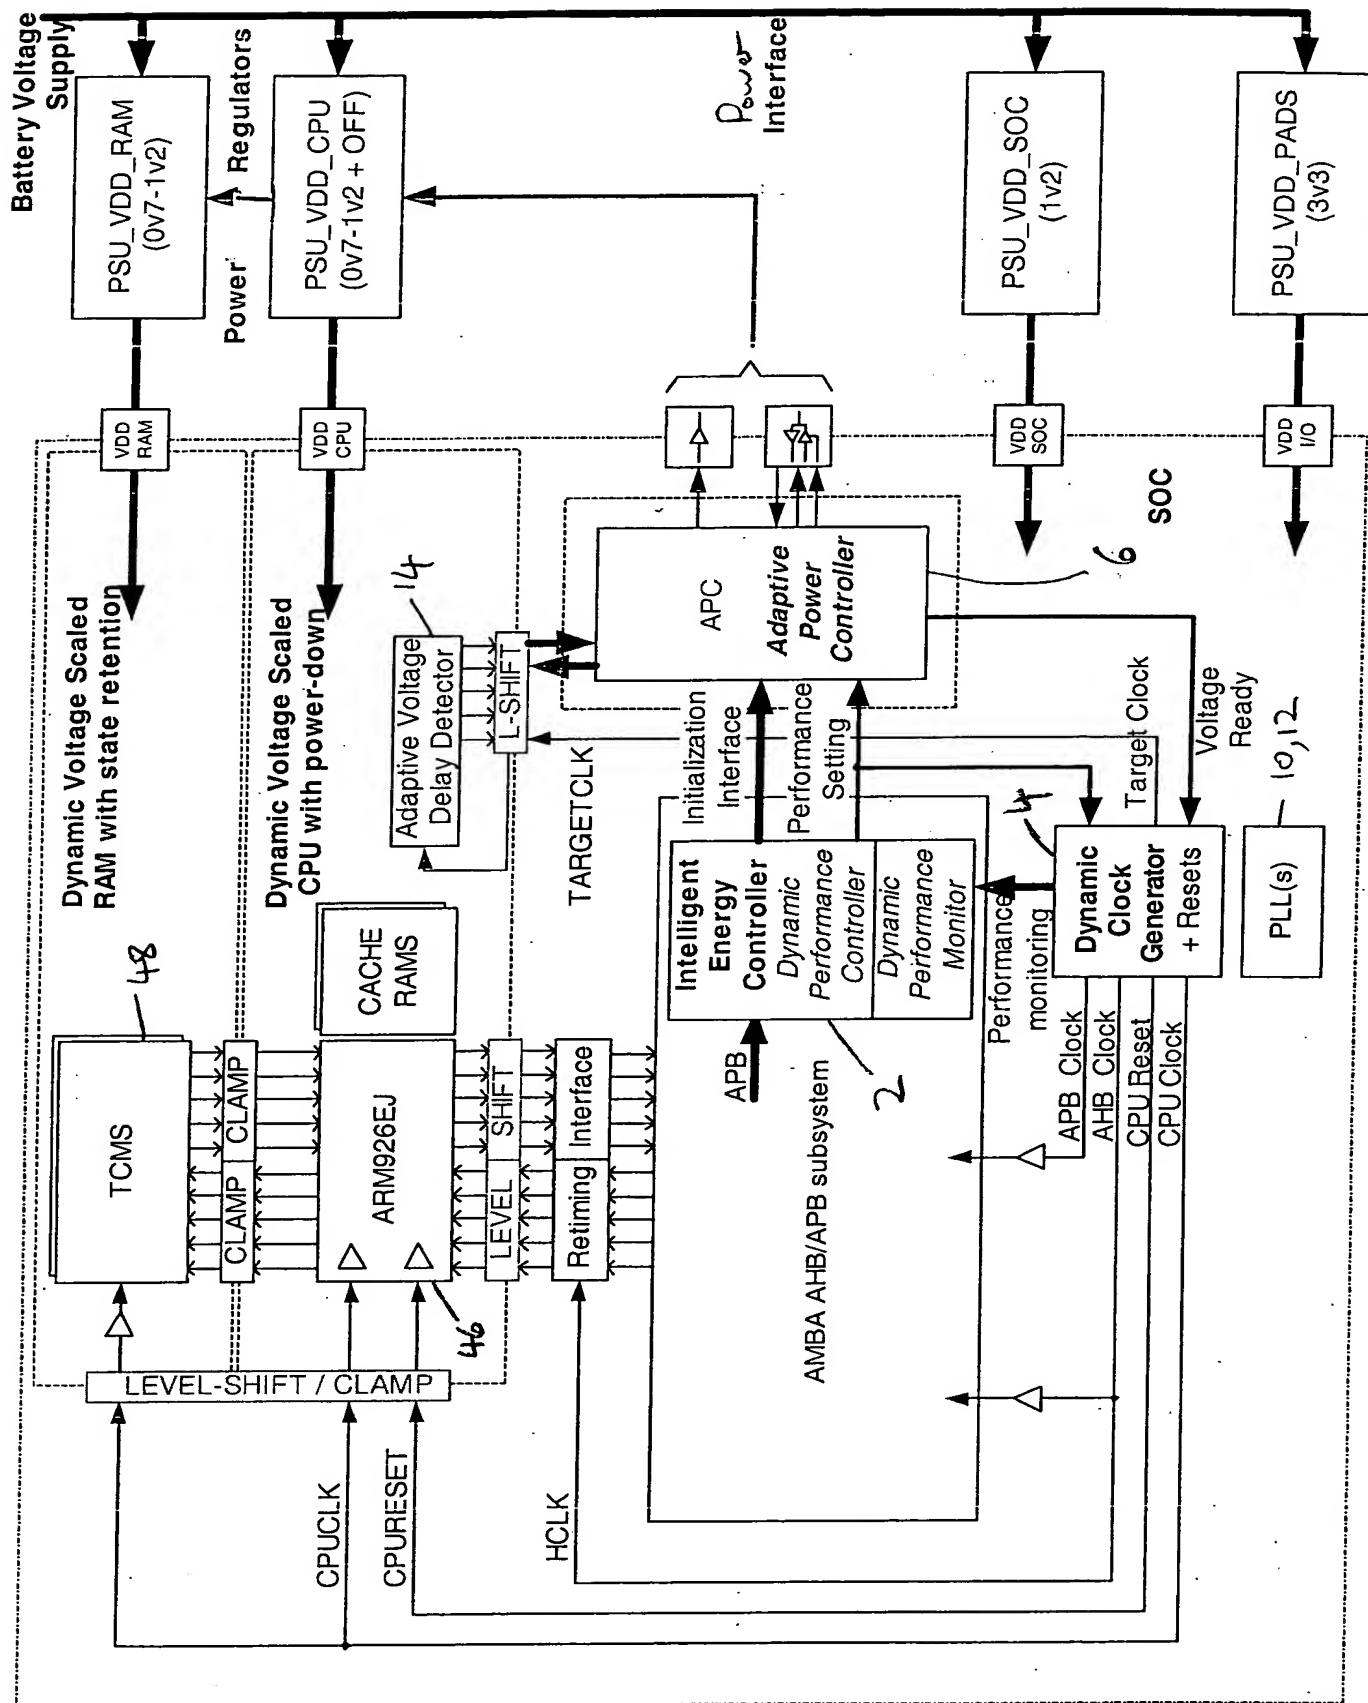 Battery Voltage
Supply
PSU_VDD_RAM
(0v7-1v2)
Power
Regulators
PSU_VDD_CPU
(0v7-1v2 + OFF)
Power
Interface
PSU_VDD_SOC
(1v2)
PSU_VDD_PADS
(3v3)
VDD
RAM
VDD
CPU
VDD
SOC
VDD
I/O
SOC
Dynamic Voltage Scaled
RAM with state retention
Dynamic Voltage Scaled
CPU with power-down
14
Adaptive Voltage
Delay Detector
L-SHIFT
APC
Adaptive
Power
Controller
6
TARGETCLK
Initialization
Interface
Performance
Setting
Target Clock
Voltage
Ready
10,12
PLL(s)
4
Dynamic
Clock
Generator
+ Resets
Performance
monitoring
Intelligent
Energy
Controller
Dynamic
Performance
Controller
Dynamic
Performance
Monitor
2
APB
AMBA AHB/APB subsystem
APB Clock
AHB Clock
CPU Reset
CPU Clock
48
TCMS
CLAMP
CLAMP
CACHE
RAMS
ARM926EJ
46
LEVEL
SHIFT
Retiming
Interface
LEVEL-SHIFT / CLAMP
CPUCLK
CPURESET
HCLK